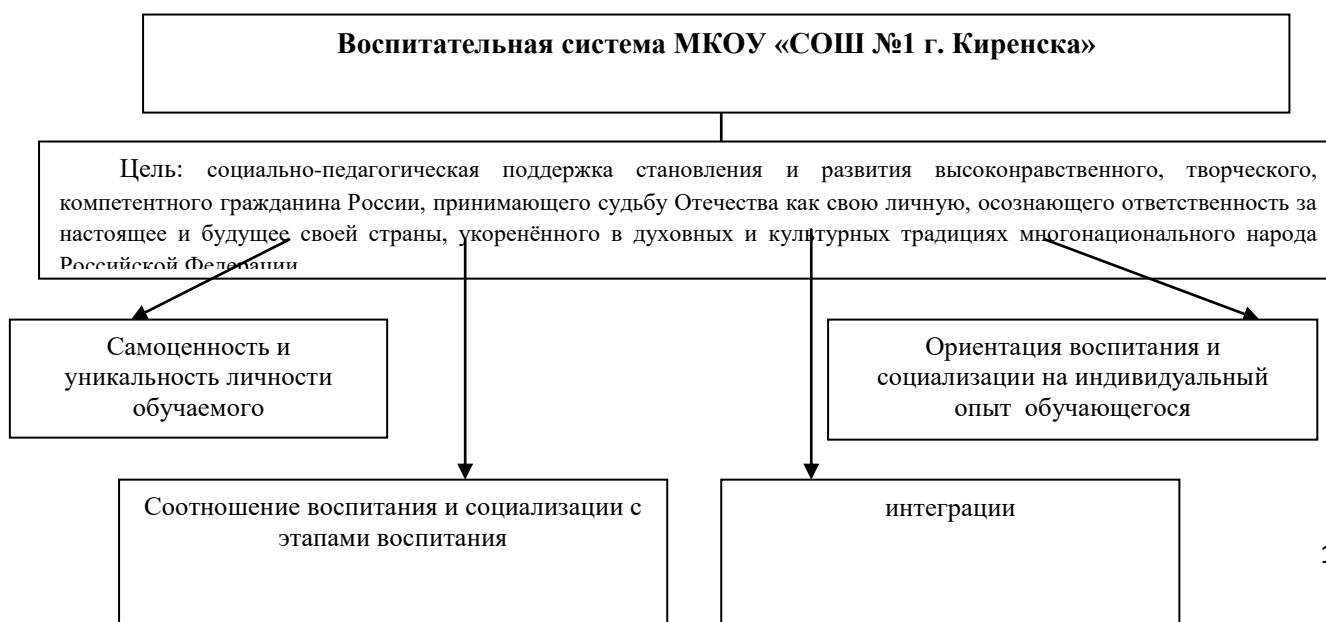 Воспитательная система МКОУ «СОШ №1 г. Киренска»
Цель: социально-педагогическая поддержка становления и развития высоконравственного, творческого,
компетентного гражданина России, принимающего судьбу Отечества как свою личную, осознающего ответственность за
настоящее и будущее своей страны, укоренённого в духовных и культурных традициях многонационального народа
Российской Федерации
Самоценность и
уникальность личности
обучаемого
Ориентация воспитания и
социализации на индивидуальный
опыт обучающегося
Соотношение воспитания и социализации с
этапами воспитания
интеграции